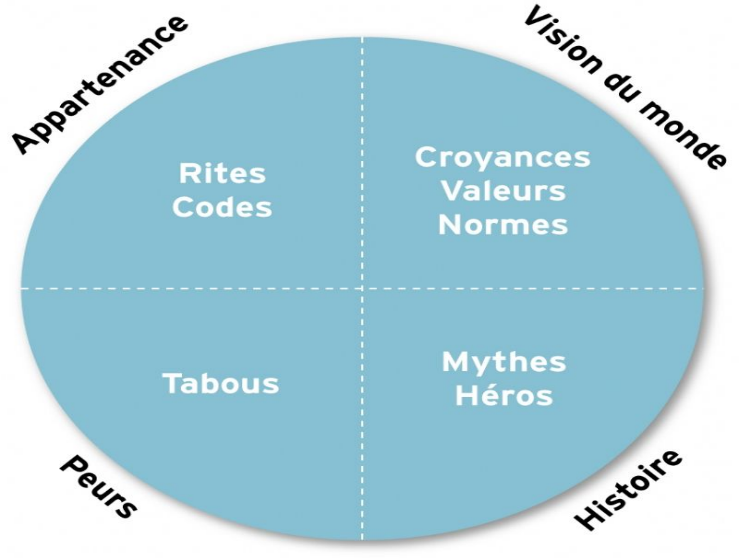 Appartenance
Vision du monde
Rites
Codes
Croyances
Valeurs
Normes
Tabous
Mythes
Héros
Peurs
Histoire